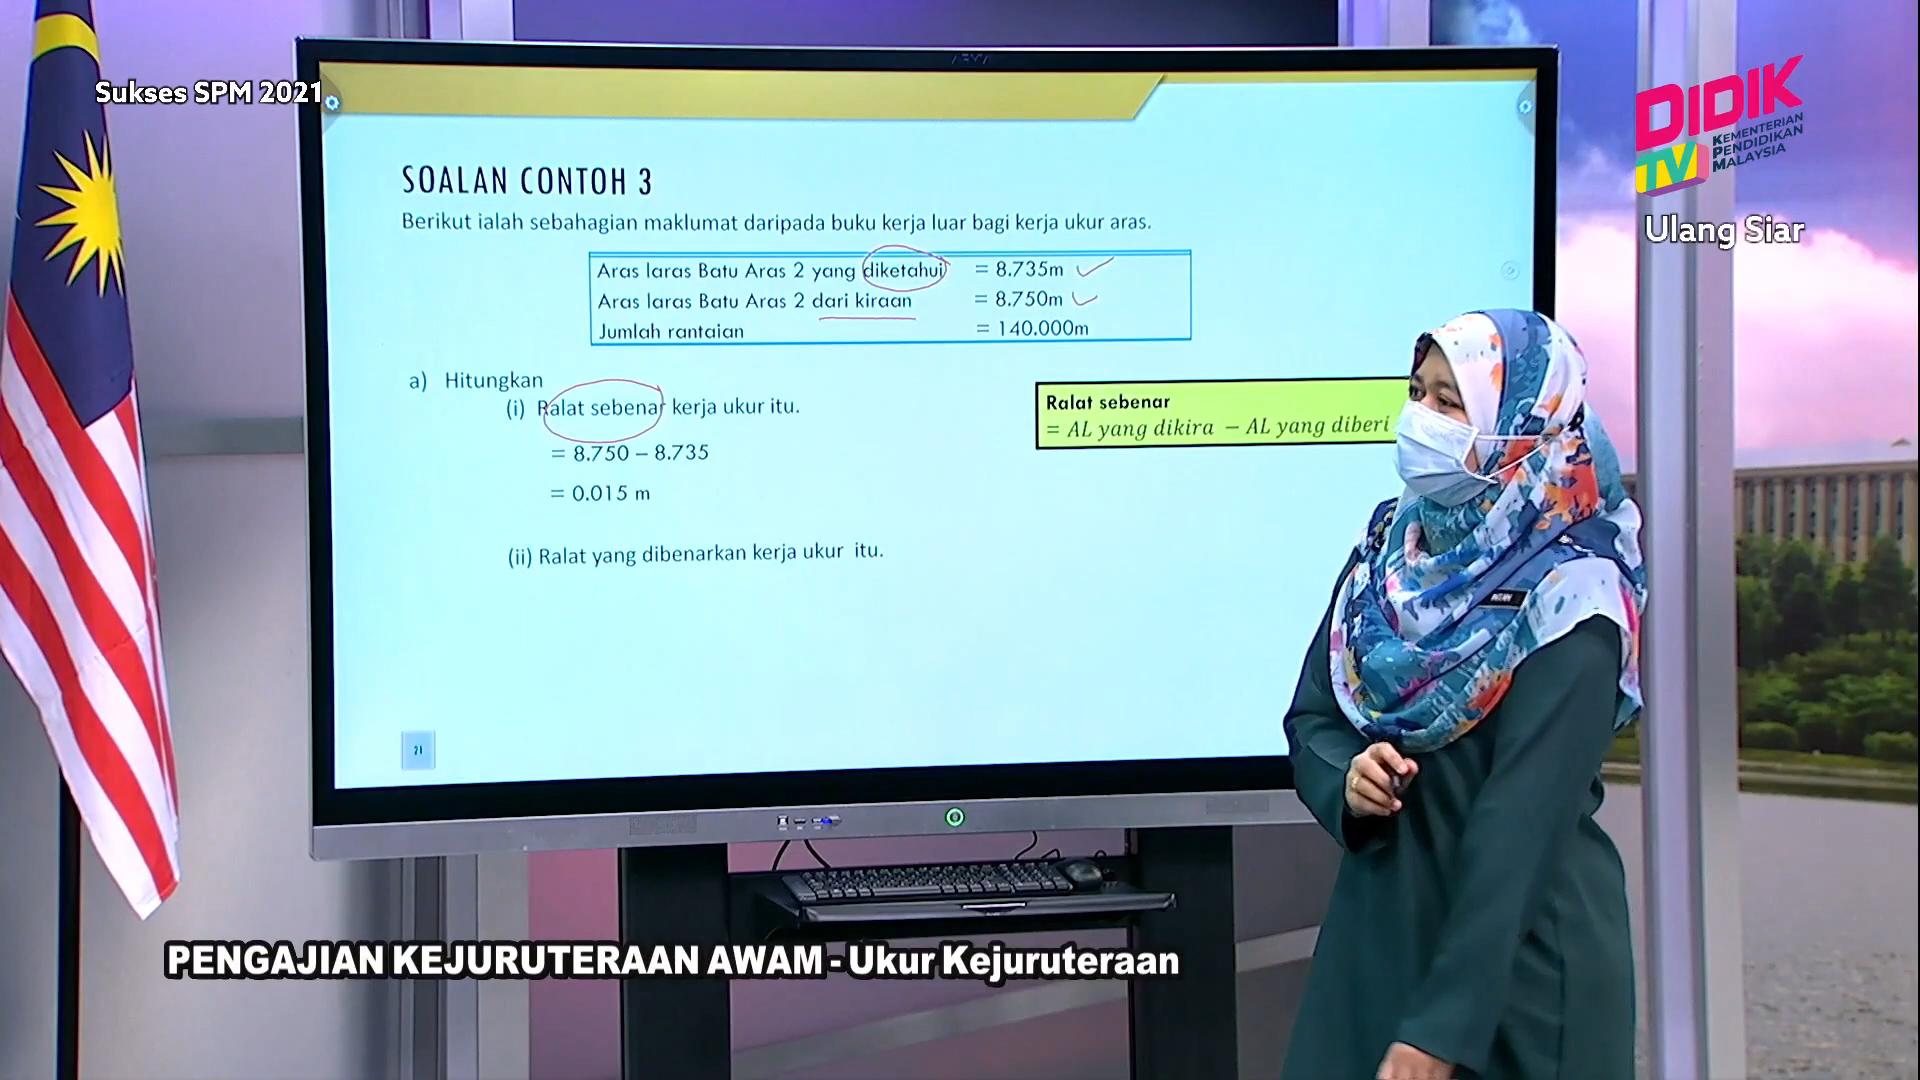 Sukses SPM 2021
DIDIK
TV
KEMENTERIAN
PENDIDIKAN
MALAYSIA
Ulang Siar
SOALAN CONTOH 3
Berikut ialah sebahagian maklumat daripada buku kerja luar bagi kerja ukur aras.
Aras laras Batu Aras 2 yang diketahui = 8.735m
Aras laras Batu Aras 2 dari kiraan = 8.750m
Jumlah rantaian = 140.000m
a) Hitungkan
(i) Ralat sebenar kerja ukur itu.
= 8.750 – 8.735
= 0.015 m
Ralat sebenar
= AL yang dikira − AL yang diberi
(ii) Ralat yang dibenarkan kerja ukur itu.
21
PENGAJIAN KEJURUTERAAN AWAM - Ukur Kejuruteraan